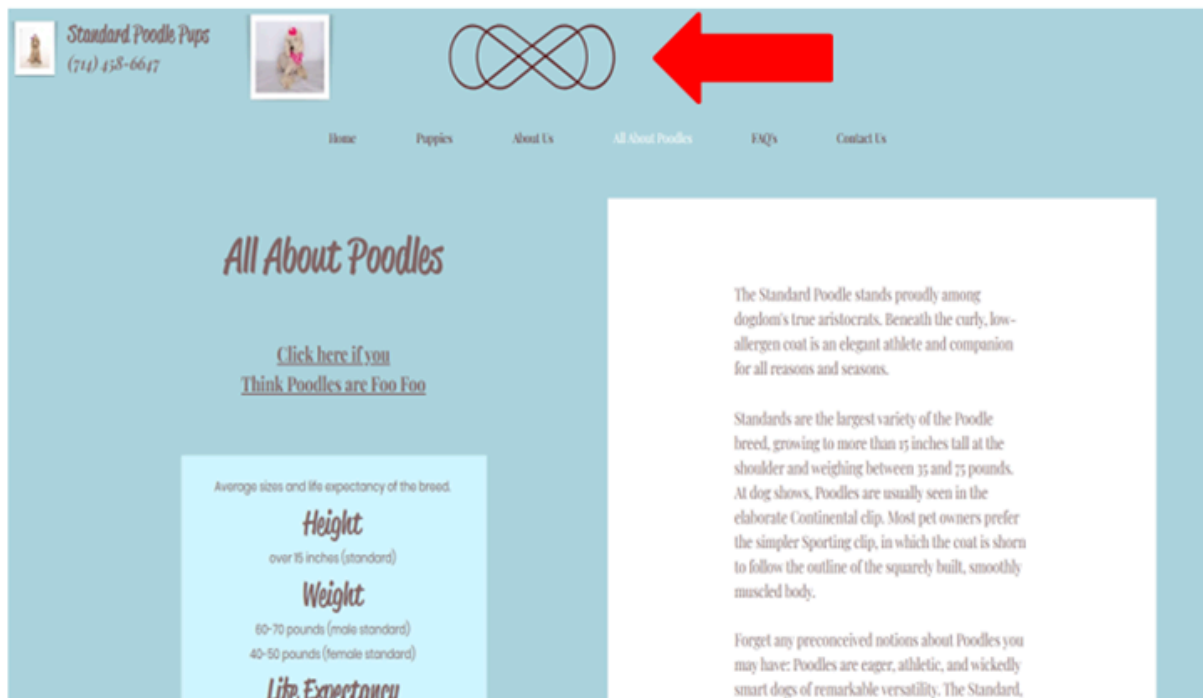 Standard Poodle Pups
(714) 458-6647
Home Puppies About Us All About Poodles FAQ's Contact Us
All About Poodles
Click here if you
Think Poodles are Foo Foo
Average sizes and life expectancy of the breed.
Height
over 15 inches (standard)
Weight
60-70 pounds (male standard)
40-50 pounds (female standard)
Life Expectancy
The Standard Poodle stands proudly among
dogdom's true aristocrats. Beneath the curly, low-
allergen coat is an elegant athlete and companion
for all reasons and seasons.
Standards are the largest variety of the Poodle
breed, growing to more than 15 inches tall at the
shoulder and weighing between 35 and 75 pounds.
At dog shows, Poodles are usually seen in the
elaborate Continental clip. Most pet owners prefer
the simpler Sporting clip, in which the coat is shorn
to follow the outline of the squarely built, smoothly
muscled body.
Forget any preconceived notions about Poodles you
may have: Poodles are eager, athletic, and wickedly
smart dogs of remarkable versatility. The Standard,